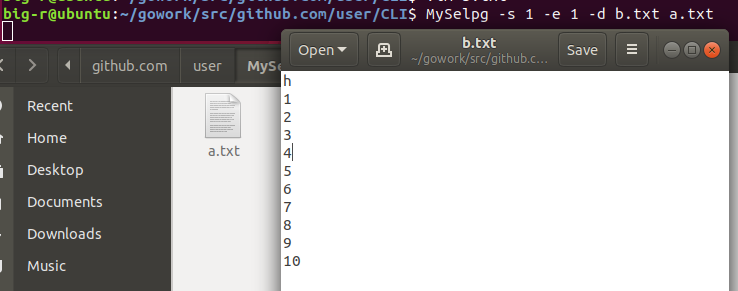 big-r@ubuntu:~/gowork/src/github.com/user/CLI$ MySelpg -s 1 -e 1 -d b.txt a.txt
Open
b.txt
~/gowork/src/github.c...
Save
github.com
user
Recent
Home
Desktop
Documents
Downloads
Music
a.txt
h
1
2
3
4
5
6
7
8
9
10